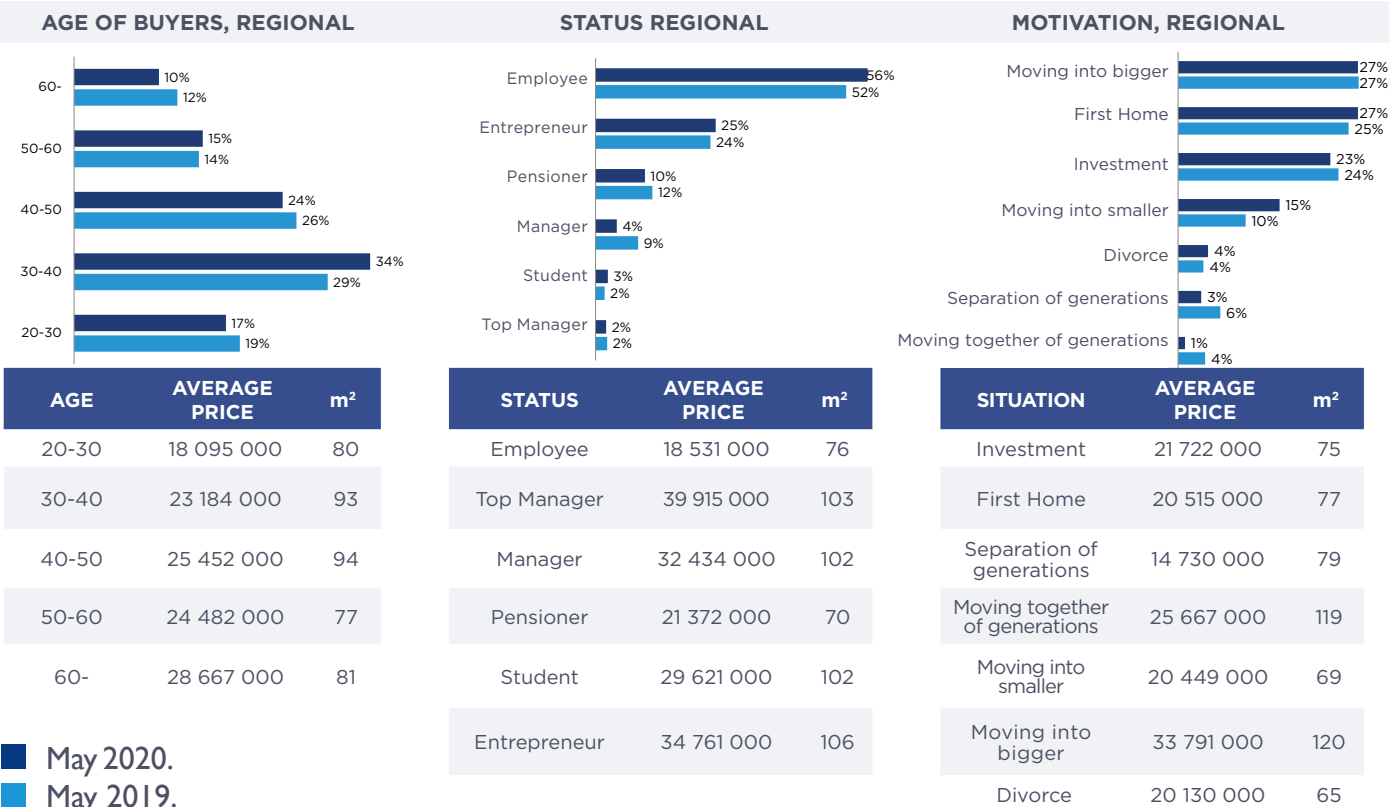 AGE OF BUYERS, REGIONAL
60-
10%
12%
50-60
15%
14%
40-50
24%
26%
30-40
34%
29%
20-30
17%
19%
STATUS REGIONAL
Employee
56%
52%
Entrepreneur
25%
24%
Pensioner
10%
12%
Manager
4%
9%
Student
3%
2%
Top Manager
2%
2%
MOTIVATION, REGIONAL
Moving into bigger
27%
27%
First Home
27%
25%
Investment
23%
24%
Moving into smaller
15%
10%
Divorce
4%
4%
Separation of generations
3%
6%
Moving together of generations
1%
4%
AGE AVERAGE PRICE m²
20-30 18 095 000 80
30-40 23 184 000 93
40-50 25 452 000 94
50-60 24 482 000 77
60- 28 667 000 81
STATUS AVERAGE PRICE m²
Employee 18 531 000 76
Top Manager 39 915 000 103
Manager 32 434 000 102
Pensioner 21 372 000 70
Student 29 621 000 102
Entrepreneur 34 761 000 106
SITUATION AVERAGE PRICE m²
Investment 21 722 000 75
First Home 20 515 000 77
Separation of generations 14 730 000 79
Moving together of generations 25 667 000 119
Moving into smaller 20 449 000 69
Moving into bigger 33 791 000 120
Divorce 20 130 000 65
May 2020.
May 2019.